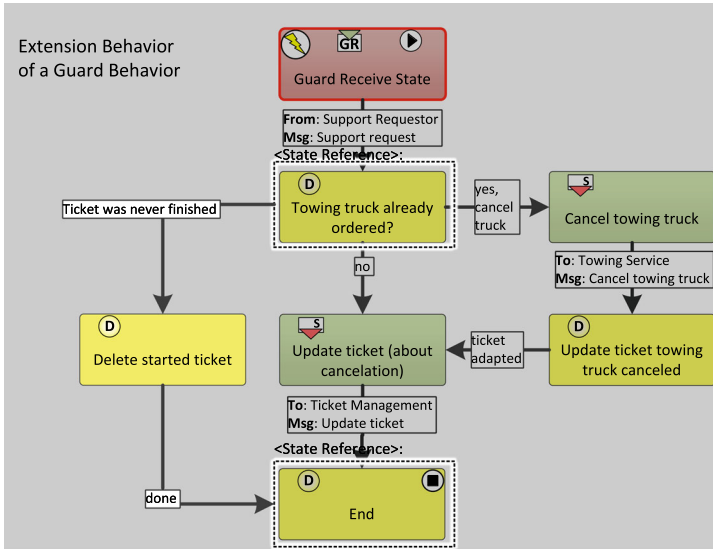 Extension Behavior
of a Guard Behavior
GR
Guard Receive State
From: Support Requestor
Msg: Support request
<State Reference>:
D
Towing truck already
ordered?
Ticket was never finished
yes,
cancel
truck
S
Cancel towing truck
To: Towing Service
Msg: Cancel towing truck
no
D
Delete started ticket
S
Update ticket (about
cancelation)
ticket
adapted
D
Update ticket towing
truck canceled
To: Ticket Management
Msg: Update ticket
<State Reference>:
done
D
End